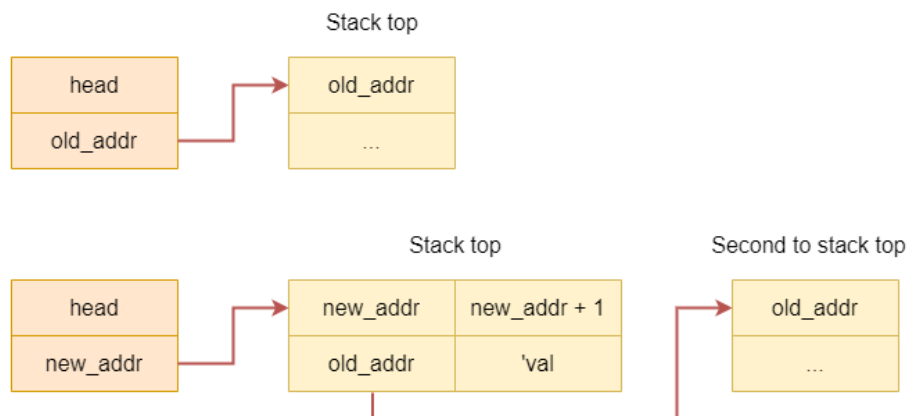 Stack top
head
old_addr
old_addr
...
Stack top
Second to stack top
head
new_addr
new_addr
new_addr + 1
old_addr
'val
old_addr
...